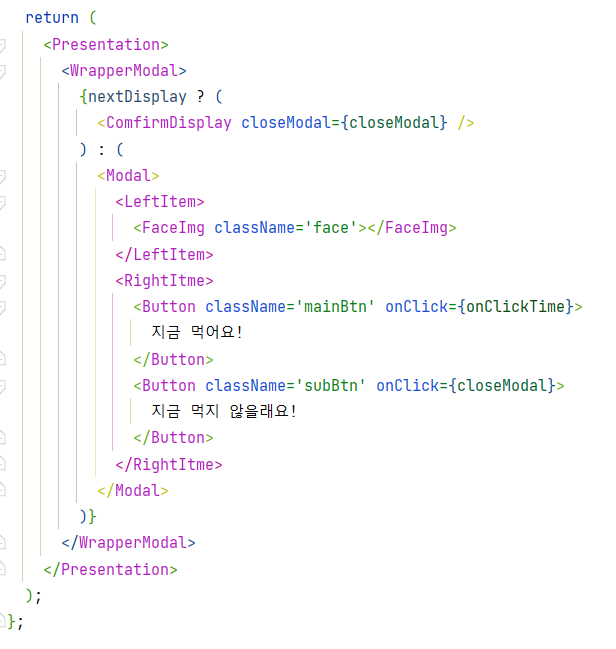 return (
<Presentation>
<WrapperModal>
{nextDisplay ? (
<ComfirmDisplay closeModal={closeModal} />
) : (
<Modal>
<LeftItem>
<FaceImg className='face'></FaceImg>
</LeftItem>
<RightItme>
<Button className='mainBtn' onClick={onClickTime}>
지금 먹어요!
</Button>
<Button className='subBtn' onClick={closeModal}>
지금 먹지 않을래요!
</Button>
</RightItme>
</Modal>
)}
</WrapperModal>
</Presentation>
);
};